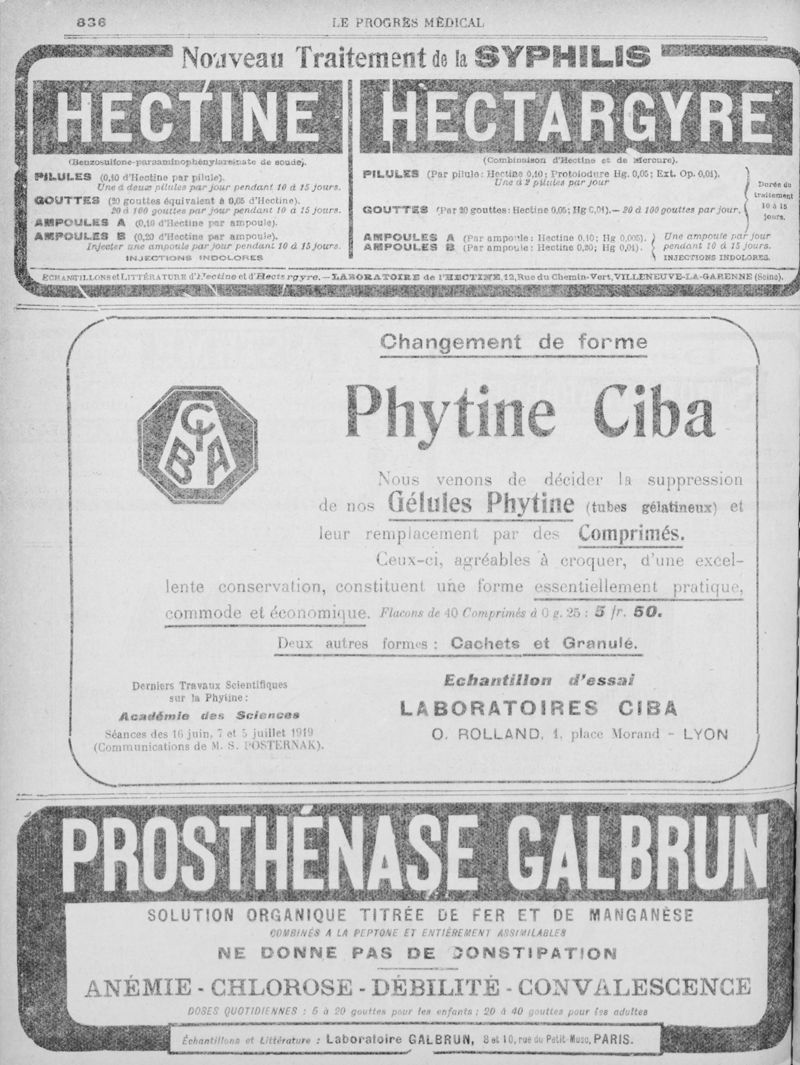 836
LE PROGRÈS MÉDICAL
Nouveau Traitement de la SYPHILIS
HECTINE
(Benzosulfone-paraaminophénylarsinate de soude).
PILULES (0,10 d'Hectine par pilule).
Une à deux pilules par jour pendant 10 à 15 jours.
GOUTTES (20 gouttes équivalent à 0,05 d'Hectine).
20 à 100 gouttes par jour pendant 10 à 15 jours.
AMPOULES A (0,10 d'Hectine par ampoule).
AMPOULES B (0,20 d'Hectine par ampoule).
Injecter une ampoule par jour pendant 10 à 15 jours.
INJECTIONS INDOLORES
HECTARGYRE
(Combinaison d'Hectine et de Mercure).
PILULES (Par pilule: Hectine 0,10; Protoiodure Hg. 0,05; Ext. Op. 0,01).
Une à 2 pilules par jour
GOUTTES (Par 20 gouttes: Hectine 0,05; Hg 0,01). — 20 à 100 gouttes par jour.
Durée du
traitement
10 à 15
jours.
AMPOULES A (Par ampoule: Hectine 0,10; Hg 0,005).
AMPOULES B (Par ampoule: Hectine 0,20; Hg 0,01).
Une ampoule par jour
pendant 10 à 15 jours.
INJECTIONS INDOLORES.
ECHANTILLONS et LITTÉRATURE d'Hectine et d'Hectargyre. — LABORATOIRE de l'HECTINE, 12, Rue du Chemin-Vert, VILLENEUVE-LA-GARENNE (Seine).
Changement de forme
CIBA
Phytine Ciba
Nous venons de décider la suppression
de nos Gélules Phytine (tubes gélatineux) et
leur remplacement par des Comprimés.
Ceux-ci, agréables à croquer, d'une excel-
lente conservation, constituent une forme essentiellement pratique,
commode et économique. Flacons de 40 Comprimés à 0 g. 25 : 5 fr. 50.
Deux autres formes : Cachets et Granulé.
Derniers Travaux Scientifiques
sur la Phytine :
Académie des Sciences
Séances des 16 juin, 7 et 5 juillet 1919
(Communications de M. S. POSTERNAK).
Echantillon d'essai
LABORATOIRES CIBA
O. ROLLAND, 1, place Morand - LYON
PROSTHÉNASE GALBRUN
SOLUTION ORGANIQUE TITRÉE DE FER ET DE MANGANÈSE
COMBINÉS A LA PEPTONE ET ENTIÈREMENT ASSIMILABLES
NE DONNE PAS DE CONSTIPATION
ANÉMIE - CHLOROSE - DÉBILITÉ - CONVALESCENCE
DOSES QUOTIDIENNES : 5 à 20 gouttes pour les enfants ; 20 à 40 gouttes pour les adultes
Échantillons et Littérature : Laboratoire GALBRUN, 8 et 10, rue du Petit-Musc, PARIS.